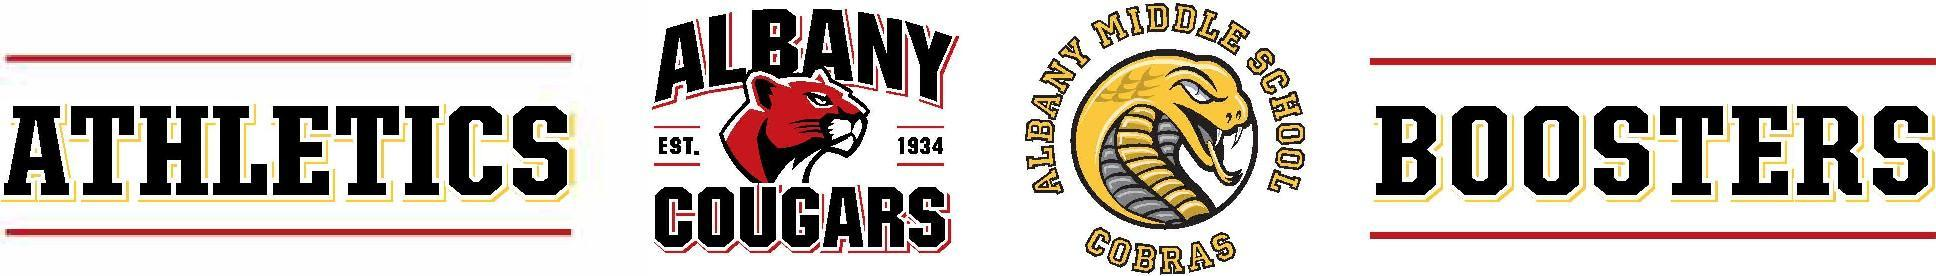 ATHLETICS
ALBANY
EST. 1934
COUGARS
ALBANY MIDDLE SCHOOL
COBRAS
BOOSTERS